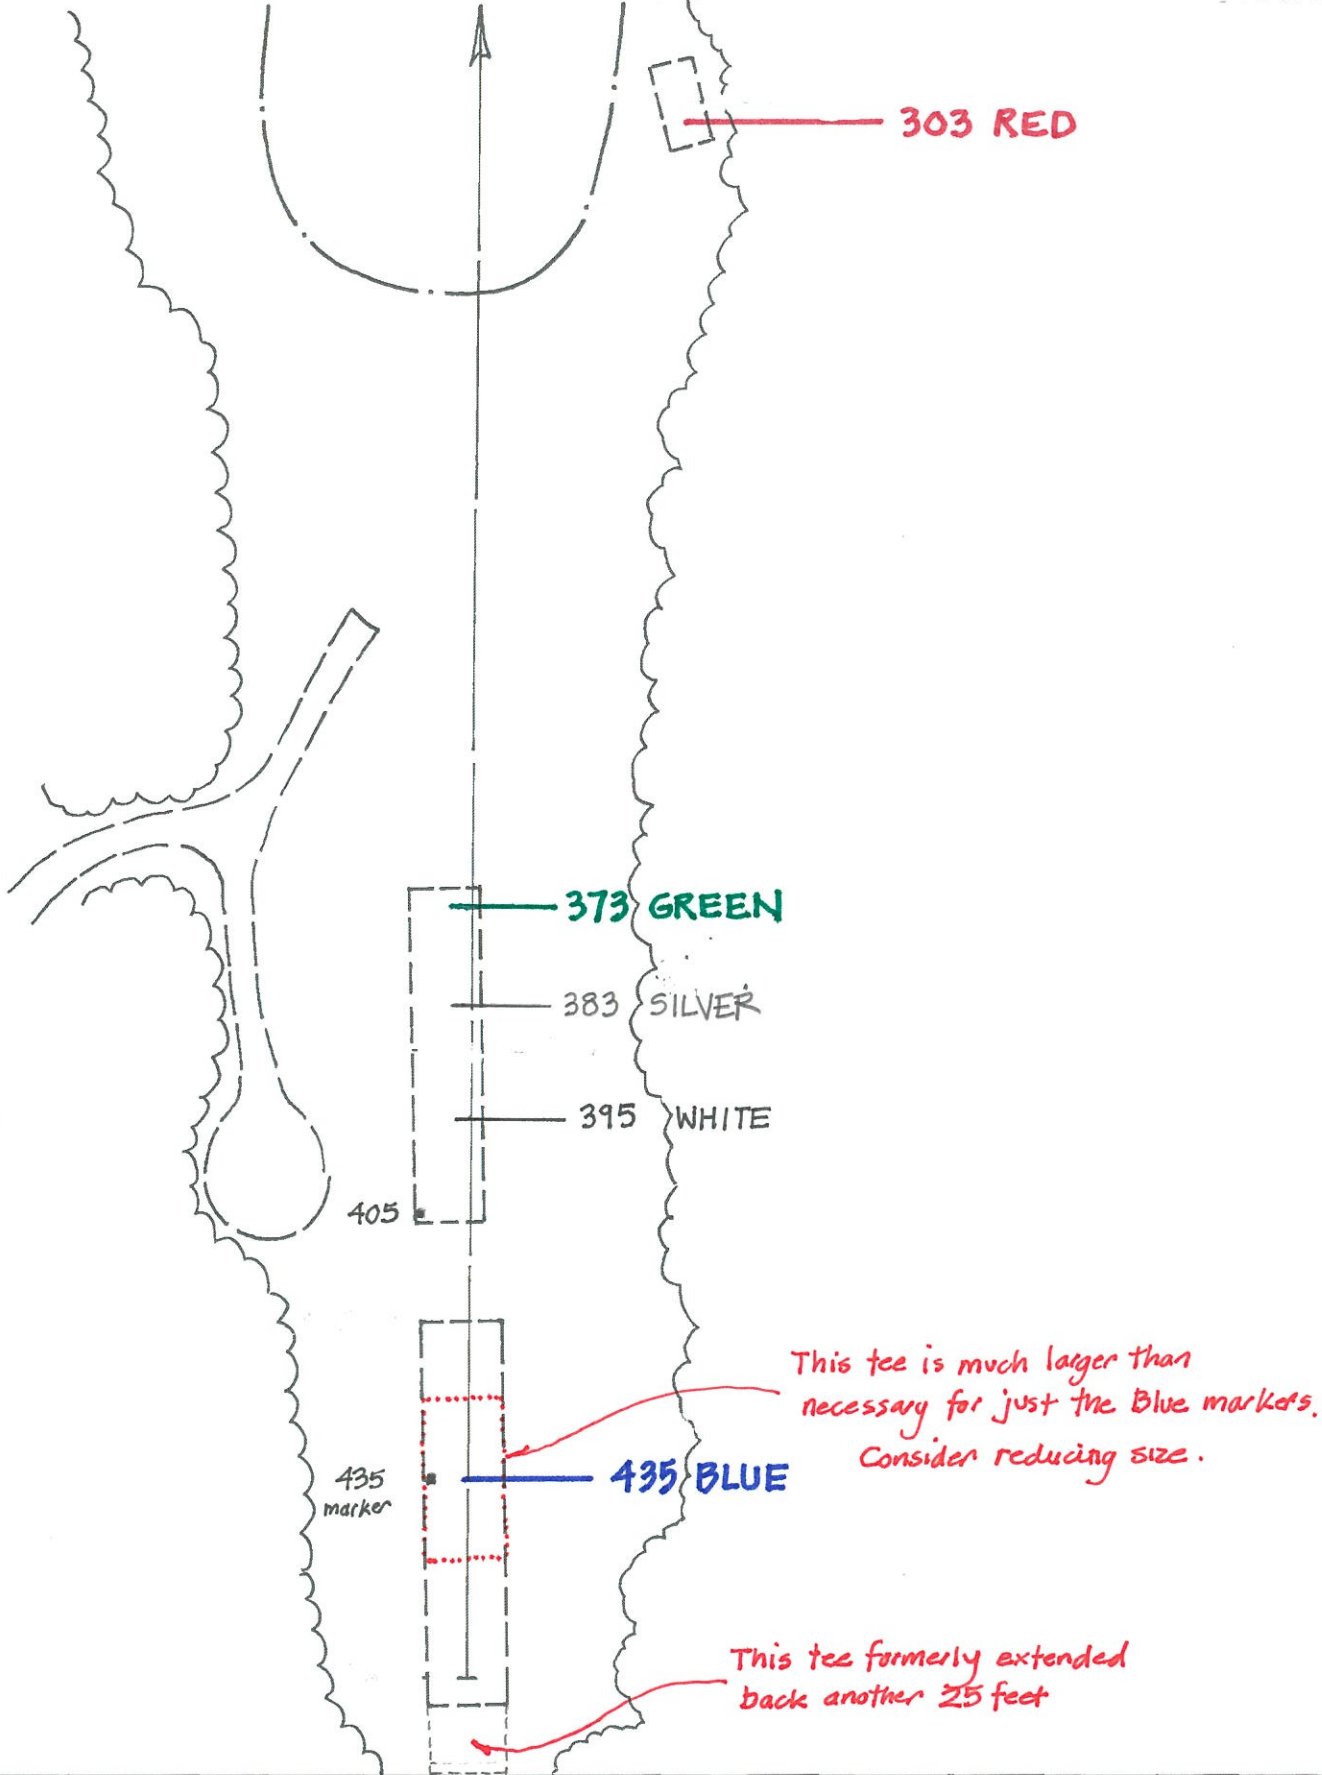 303 RED
373 GREEN
383 SILVER
395 WHITE
405
This tee is much larger than
necessary for just the Blue markers.
Consider reducing size.
435
marker
435 BLUE
This tee formerly extended
back another 25 feet